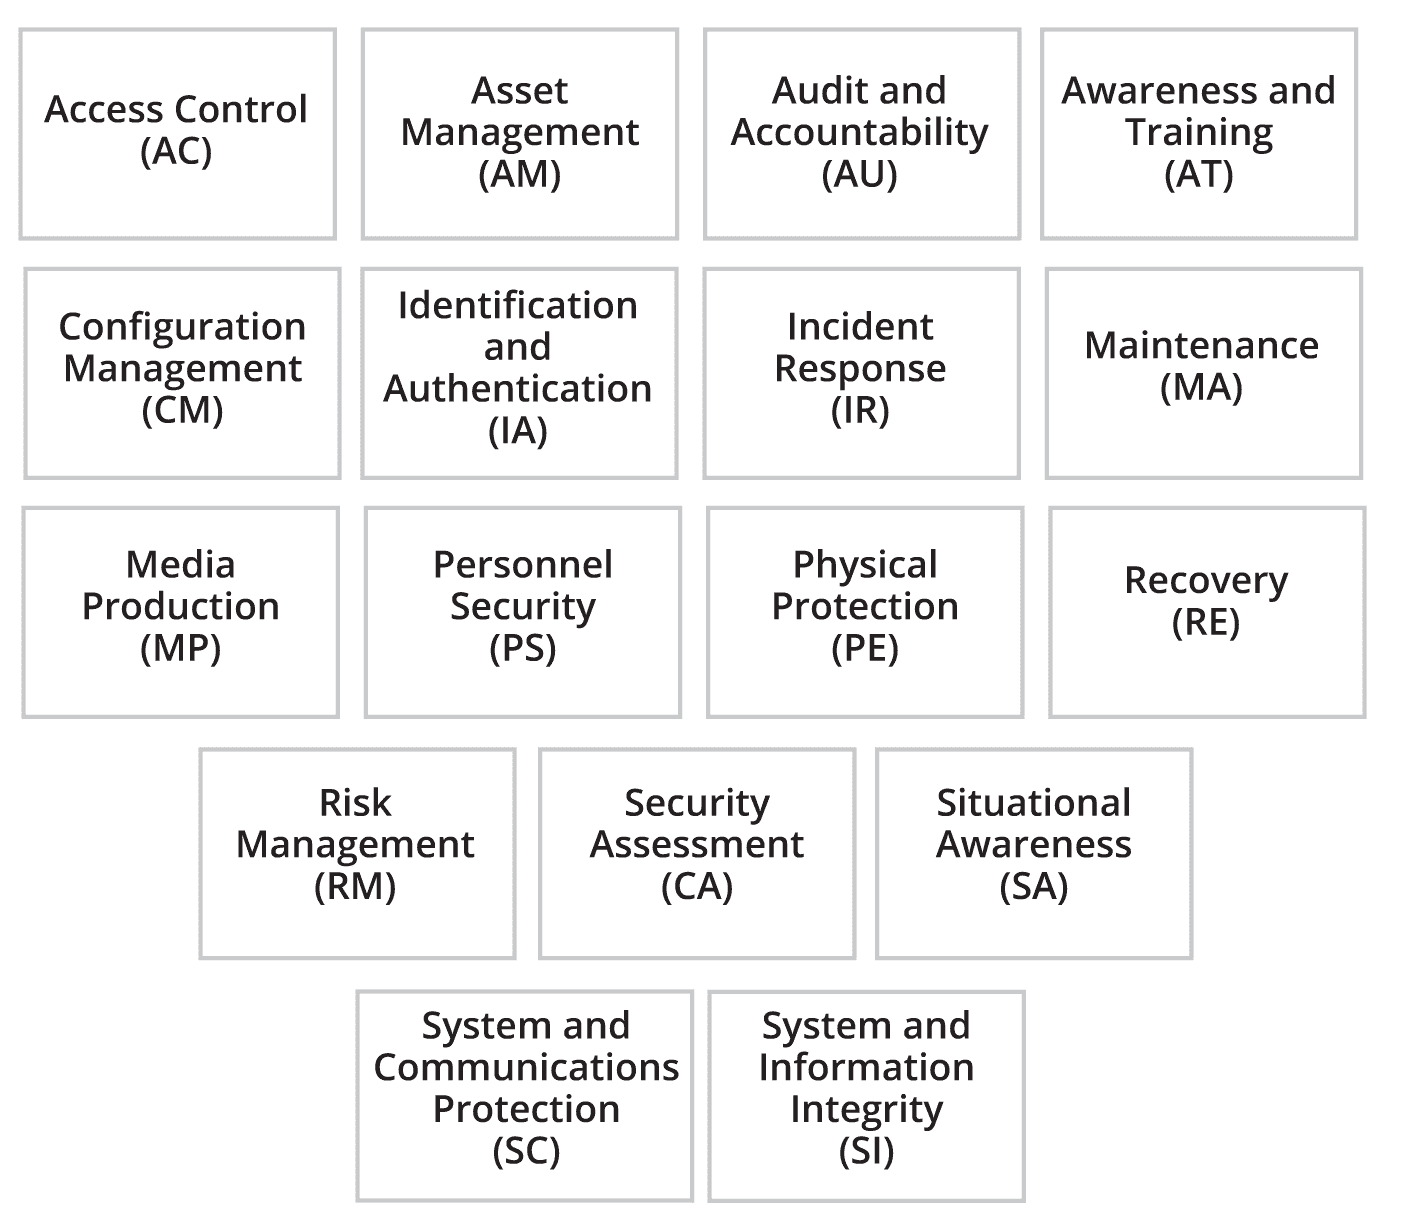 Access Control
(AC)
Asset
Management
(AM)
Audit and
Accountability
(AU)
Awareness and
Training
(AT)
Configuration
Management
(CM)
Identification
and
Authentication
(IA)
Incident
Response
(IR)
Maintenance
(MA)
Media
Production
(MP)
Personnel
Security
(PS)
Physical
Protection
(PE)
Recovery
(RE)
Risk
Management
(RM)
Security
Assessment
(CA)
Situational
Awareness
(SA)
System and
Communications
Protection
(SC)
System and
Information
Integrity
(SI)